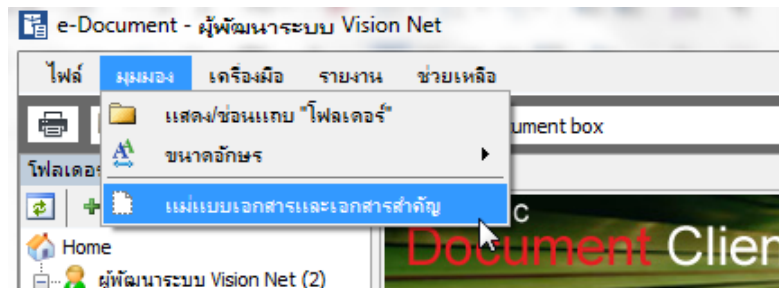 e-Document - ผู้พัฒนาระบบ Vision Net
ไฟล์ มุมมอง เครื่องมือ รายงาน ช่วยเหลือ
แสดง/ซ่อนแถบ "โฟลเดอร์"
ument box
ขนาดอักษร
โฟลเดอร์
แม่แบบเอกสารและเอกสารสำคัญ
c
Home
Document Clien
ผู้พัฒนาระบบ Vision Net (2)